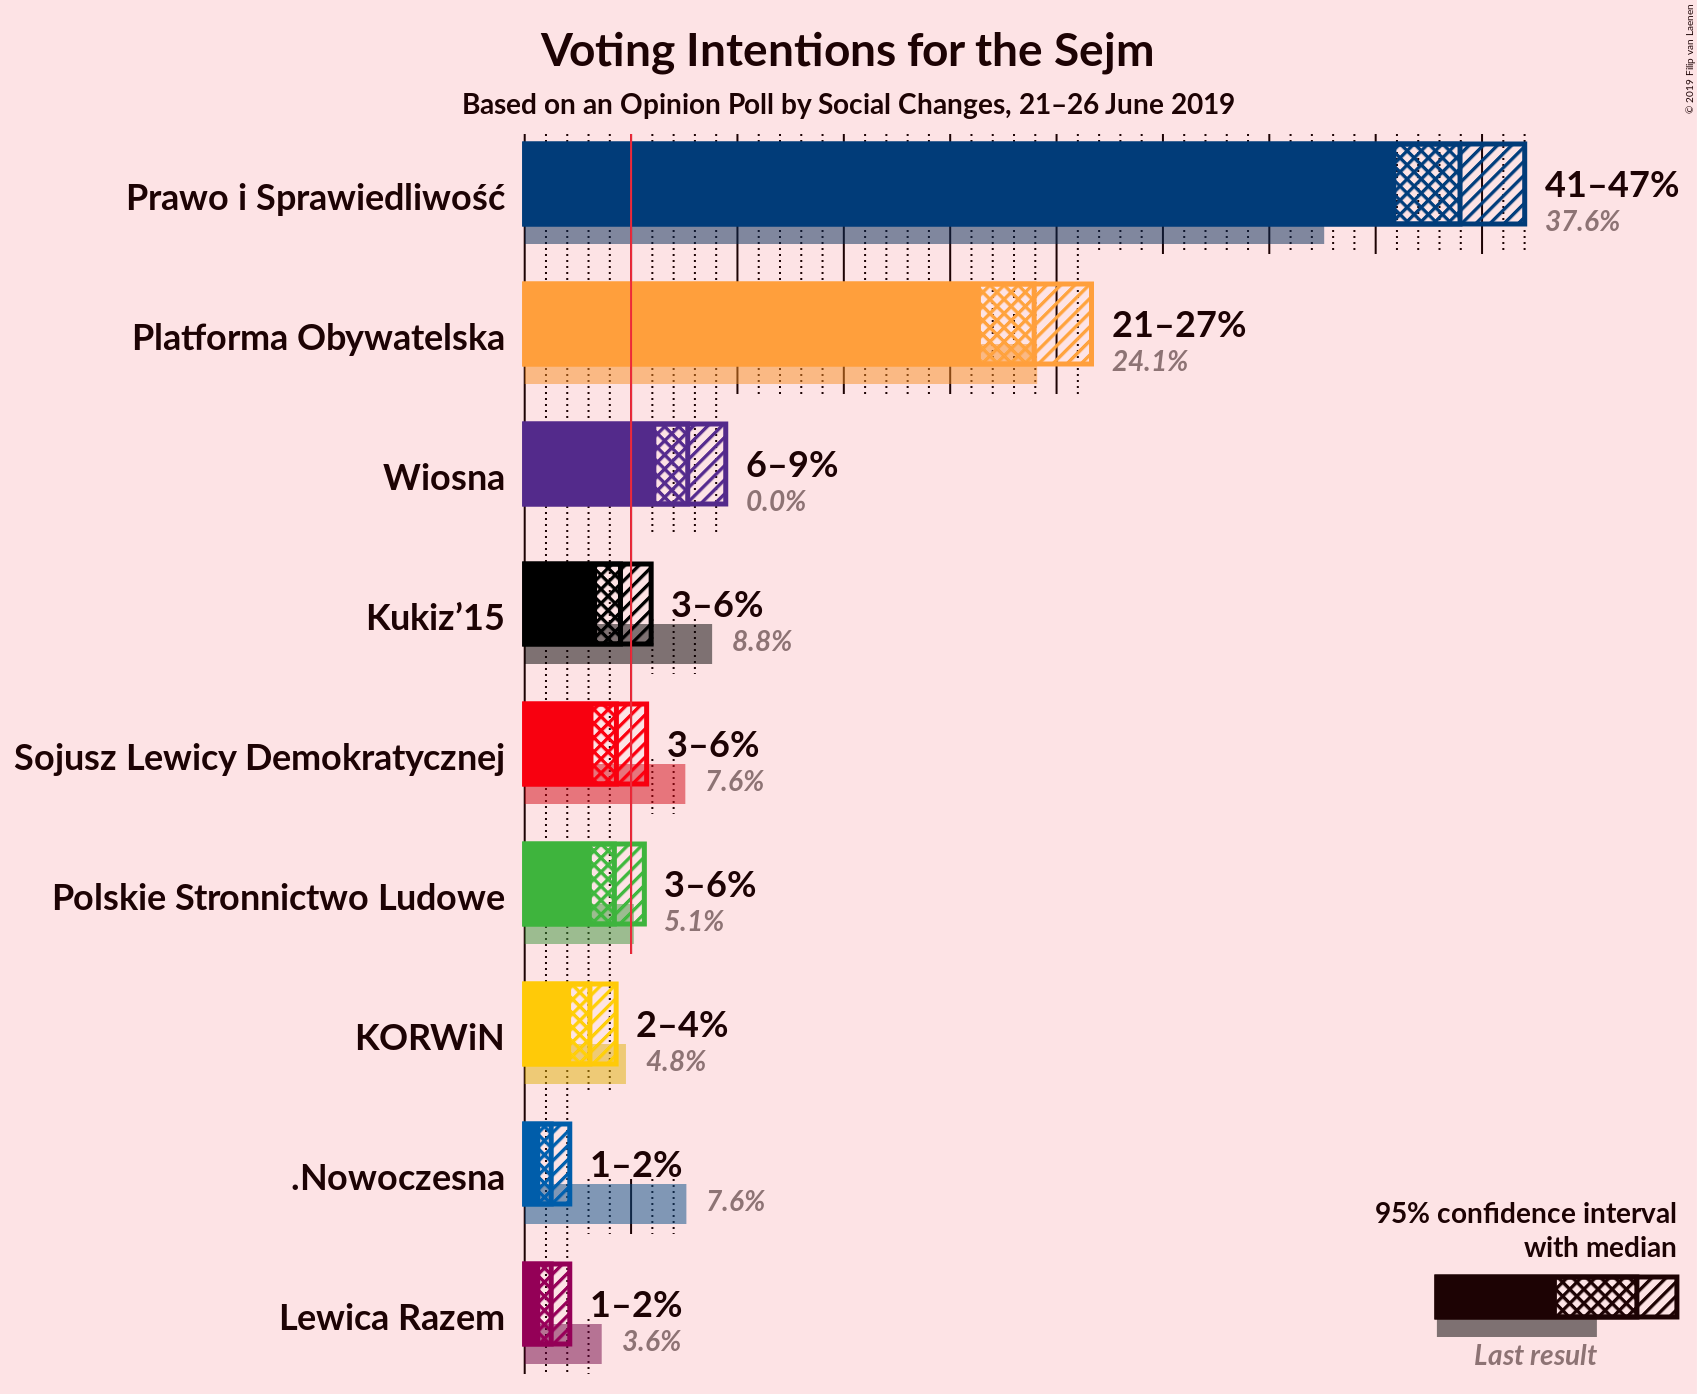 Voting Intentions for the Sejm
Based on an Opinion Poll by Social Changes, 21–26 June 2019
© 2019 Filip van Laenen
Prawo i Sprawiedliwość
41–47%
37.6%
Platforma Obywatelska
21–27%
24.1%
Wiosna
6–9%
0.0%
Kukiz’15
3–6%
8.8%
Sojusz Lewicy Demokratycznej
3–6%
7.6%
Polskie Stronnictwo Ludowe
3–6%
5.1%
KORWiN
2–4%
4.8%
.Nowoczesna
1–2%
7.6%
Lewica Razem
1–2%
3.6%
95% confidence interval
with median
Last result